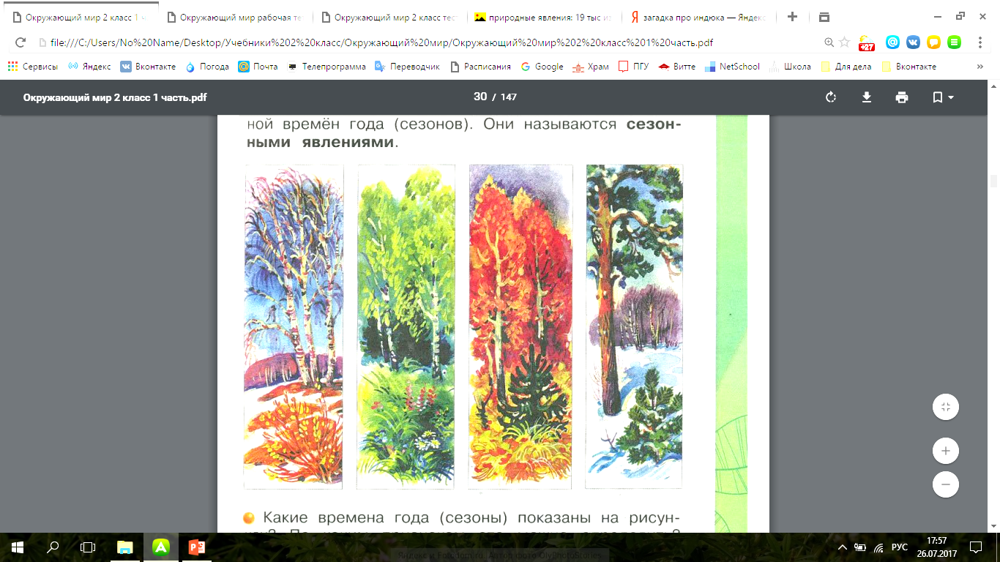 Окружающий мир 2 класс 1 ч
Окружающий мир рабочая те
Окружающий мир 2 класс тес
природные явления: 19 тыс из
загадка про индюка — Яндекс
file:///C:/Users/No%20Name/Desktop/Учебники%202%20класс/Окружающий%20мир/Окружающий%20мир%202%20класс%201%20часть.pdf
+27
Сервисы Яндекс Вконтакте Погода Почта Телепрограмма Переводчик Расписания Google Храм ПГУ Витте NetSchool Школа Для дела Вконтакте »
Окружающий мир 2 класс 1 часть.pdf
30 / 147
ной времён года (сезонов). Они называются сезон-
ными явлениями.
Какие времена года (сезоны) показаны на рисун-
РУС
17:57
26.07.2017